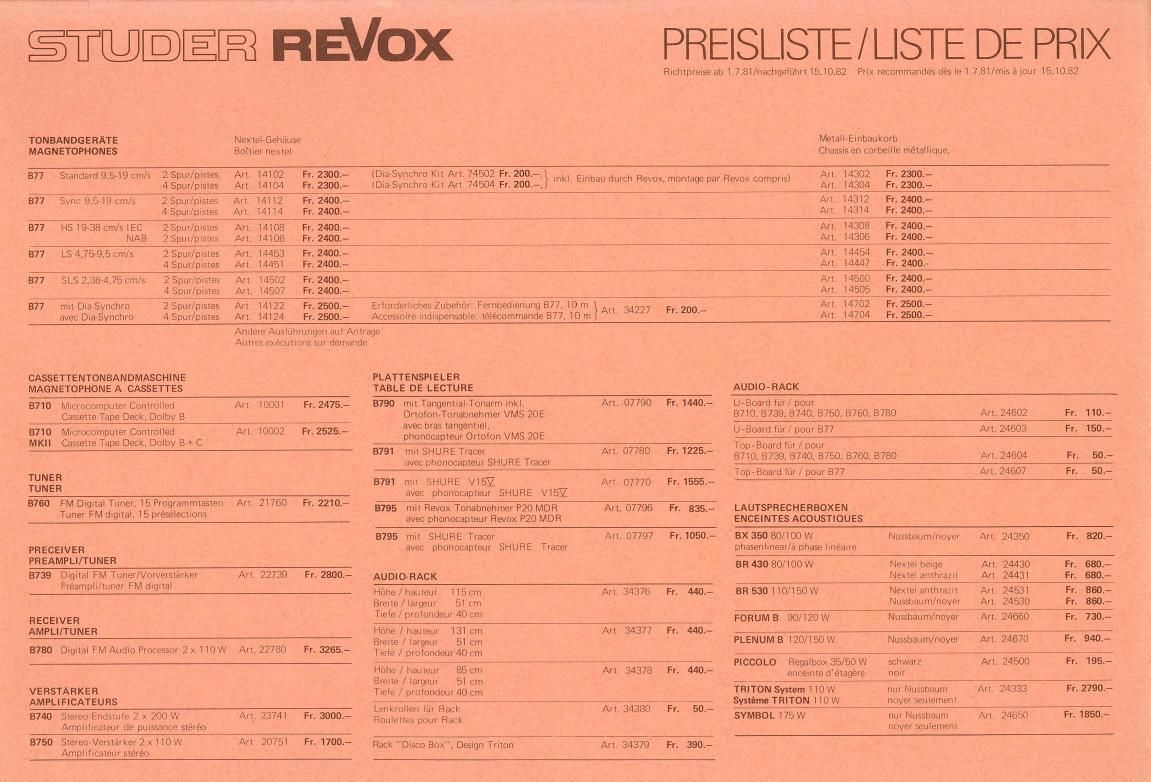 STUDER REVOX
PREISLISTE/LISTE DE PRIX
Richtpreise ab 1.7.81/nachgeführt 15.10.82 Prix recommandés dès le 1.7.81/mis à jour 15.10.82
TONBANDGERÄTE Nextel-Gehäuse Metall-Einbaukorb
MAGNETOPHONES Boîtier nextel Chassis en corbeille métallique,
B77 Standard 9,5-19 cm/s 2 Spur/pistes Art. 14102 Fr. 2300.– (Dia-Synchro Kit Art. 74502 Fr. 200.–,} inkl. Einbau durch Revox, montage par Revox compris) Art. 14302 Fr. 2300.–
4 Spur/pistes Art. 14104 Fr. 2300.– (Dia-Synchro Kit Art. 74504 Fr. 200.–,} Art. 14304 Fr. 2300.–
B77 Sync 9,5-19 cm/s 2 Spur/pistes Art. 14112 Fr. 2400.– Art. 14312 Fr. 2400.–
4 Spur/pistes Art. 14114 Fr. 2400.– Art. 14314 Fr. 2400.–
B77 HS 19-38 cm/s IEC 2 Spur/pistes Art. 14108 Fr. 2400.– Art. 14308 Fr. 2400.–
NAB 2 Spur/pistes Art. 14106 Fr. 2400.– Art. 14306 Fr. 2400.–
B77 LS 4,75-9,5 cm/s 2 Spur/pistes Art. 14453 Fr. 2400.– Art. 14454 Fr. 2400.–
4 Spur/pistes Art. 14451 Fr. 2400.– Art. 14447 Fr. 2400.-
B77 SLS 2,38-4,75 cm/s 2 Spur/pistes Art. 14502 Fr. 2400.– Art. 14500 Fr. 2400.–
4 Spur/pistes Art. 14507 Fr. 2400.– Art. 14505 Fr. 2400.–
B77 mit Dia-Synchro 2 Spur/pistes Art. 14122 Fr. 2500.– Erforderliches Zubehör: Fernbedienung B77, 10 m } Art. 34227 Fr. 200.– Art. 14702 Fr. 2500.–
avec Dia-Synchro 4 Spur/pistes Art. 14124 Fr. 2500.– Accessoire indispensable: télécommande B77, 10 m } Art. 14704 Fr. 2500.–
Andere Ausführungen auf Anfrage
Autres exécutions sur demande
CASSETTENTONBANDMASCHINE
MAGNETOPHONE A CASSETTES
B710 Microcomputer Controlled Art. 10001 Fr. 2475.–
Cassette Tape Deck, Dolby B
B710 Microcomputer Controlled Art. 10002 Fr. 2525.–
MKII Cassette Tape Deck, Dolby B + C
TUNER
TUNER
B760 FM Digital Tuner, 15 Programmtasten Art. 21760 Fr. 2210.–
Tuner FM digital, 15 présélections
PRECEIVER
PREAMPLI/TUNER
B739 Digital FM Tuner/Vorverstärker Art. 22739 Fr. 2800.–
Préampli/tuner FM digital
RECEIVER
AMPLI/TUNER
B780 Digital FM Audio Processor 2 x 110 W Art. 22780 Fr. 3265.–
VERSTÄRKER
AMPLIFICATEURS
B740 Stereo-Endstufe 2 x 200 W Art. 23741 Fr. 3000.–
Amplificateur de puissance stéréo
B750 Stereo-Verstärker 2 x 110 W Art. 20751 Fr. 1700.–
Amplificateur stéréo
PLATTENSPIELER
TABLE DE LECTURE
B790 mit Tangential-Tonarm inkl. Art. 07790 Fr. 1440.–
Ortofon-Tonabnehmer VMS 20E
avec bras tangentiel,
phonocapteur Ortofon VMS 20E
B791 mit SHURE Tracer Art. 07780 Fr. 1225.–
avec phonocapteur SHURE Tracer
B791 mit SHURE V15V Art. 07770 Fr. 1555.–
avec phonocapteur SHURE V15V
B795 mit Revox Tonabnehmer P20 MDR Art. 07796 Fr. 835.–
avec phonocapteur Revox P20 MDR
B795 mit SHURE Tracer Art. 07797 Fr. 1050.–
avec phonocapteur SHURE Tracer
AUDIO-RACK
Höhe / hauteur 115 cm Art. 34376 Fr. 440.–
Breite / largeur 51 cm
Tiefe / profondeur 40 cm
Höhe / hauteur 131 cm Art. 34377 Fr. 440.–
Breite / largeur 51 cm
Tiefe / profondeur 40 cm
Höhe / hauteur 85 cm Art. 34378 Fr. 440.–
Breite / largeur 51 cm
Tiefe / profondeur 40 cm
Lenkrollen für Rack Art. 34380 Fr. 50.–
Roulettes pour Rack
Rack "Disco Box", Design Triton Art. 34379 Fr. 390.–
AUDIO-RACK
U-Board für / pour
B710, B739, B740, B750, B760, B780 Art. 24602 Fr. 110.–
U-Board für / pour B77 Art. 24603 Fr. 150.–
Top-Board für / pour
B710, B739, B740, B750, B760, B780 Art. 24604 Fr. 50.–
Top-Board für / pour B77 Art. 24607 Fr. 50.–
LAUTSPRECHERBOXEN
ENCEINTES ACOUSTIQUES
BX 350 80/100 W Nussbaum/noyer Art. 24350 Fr. 820.–
phasenlinear/à phase linéaire
BR 430 80/100 W Nextel beige Art. 24430 Fr. 680.–
Nextel anthrazit Art. 24431 Fr. 680.–
BR 530 110/150 W Nextel anthrazit Art. 24531 Fr. 860.–
Nussbaum/noyer Art. 24530 Fr. 860.–
FORUM B 90/120 W Nussbaum/noyer Art. 24660 Fr. 730.–
PLENUM B 120/150 W Nussbaum/noyer Art. 24670 Fr. 940.–
PICCOLO Regalbox 35/50 W schwarz Art. 24500 Fr. 195.–
enceinte d'étagère noir
TRITON System 110 W nur Nussbaum Art. 24333 Fr. 2790.–
Système TRITON 110 W noyer seulement
SYMBOL 175 W nur Nussbaum Art. 24650 Fr. 1850.–
noyer seulement